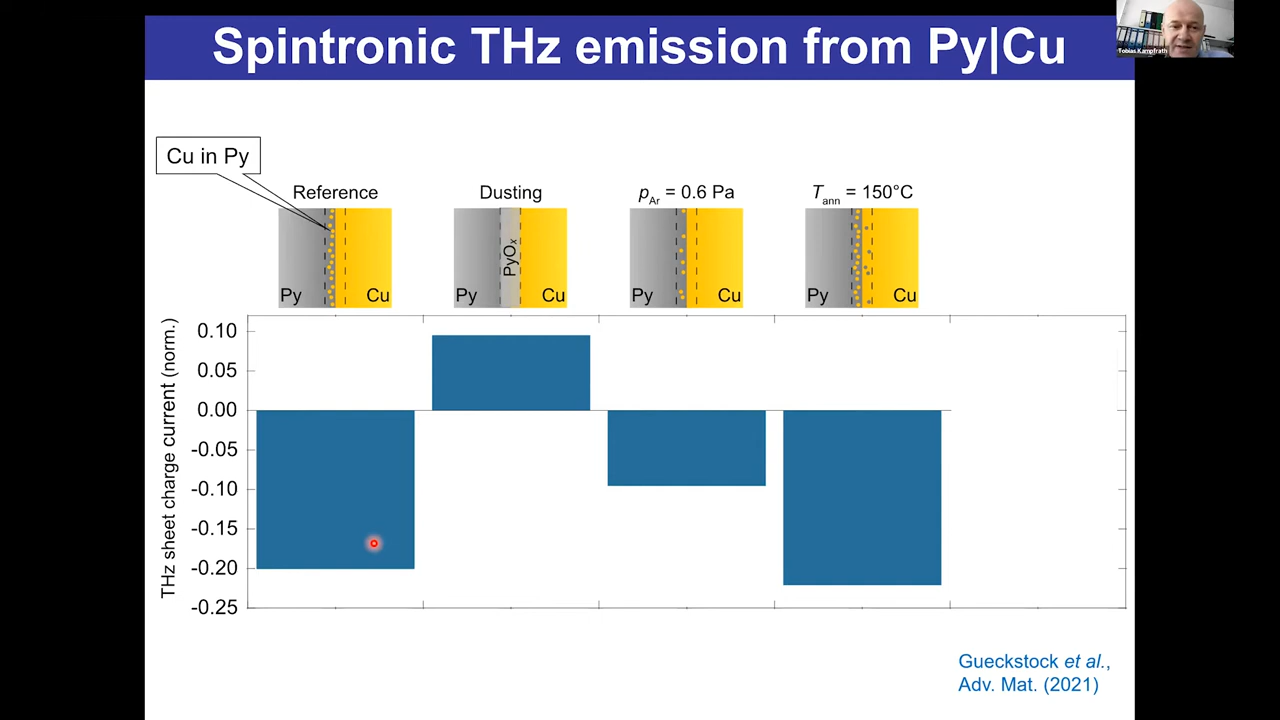 Spintronic THz emission from Py|Cu
Tobias Kampfrath
Cu in Py
Reference
Dusting
pAr = 0.6 Pa
Tann = 150°C
Py
Cu
Py
PyOx
Cu
Py
Cu
Py
Cu
THz sheet charge current (norm.)
0.10
0.05
0.00
-0.05
-0.10
-0.15
-0.20
-0.25
Gueckstock et al.,
Adv. Mat. (2021)